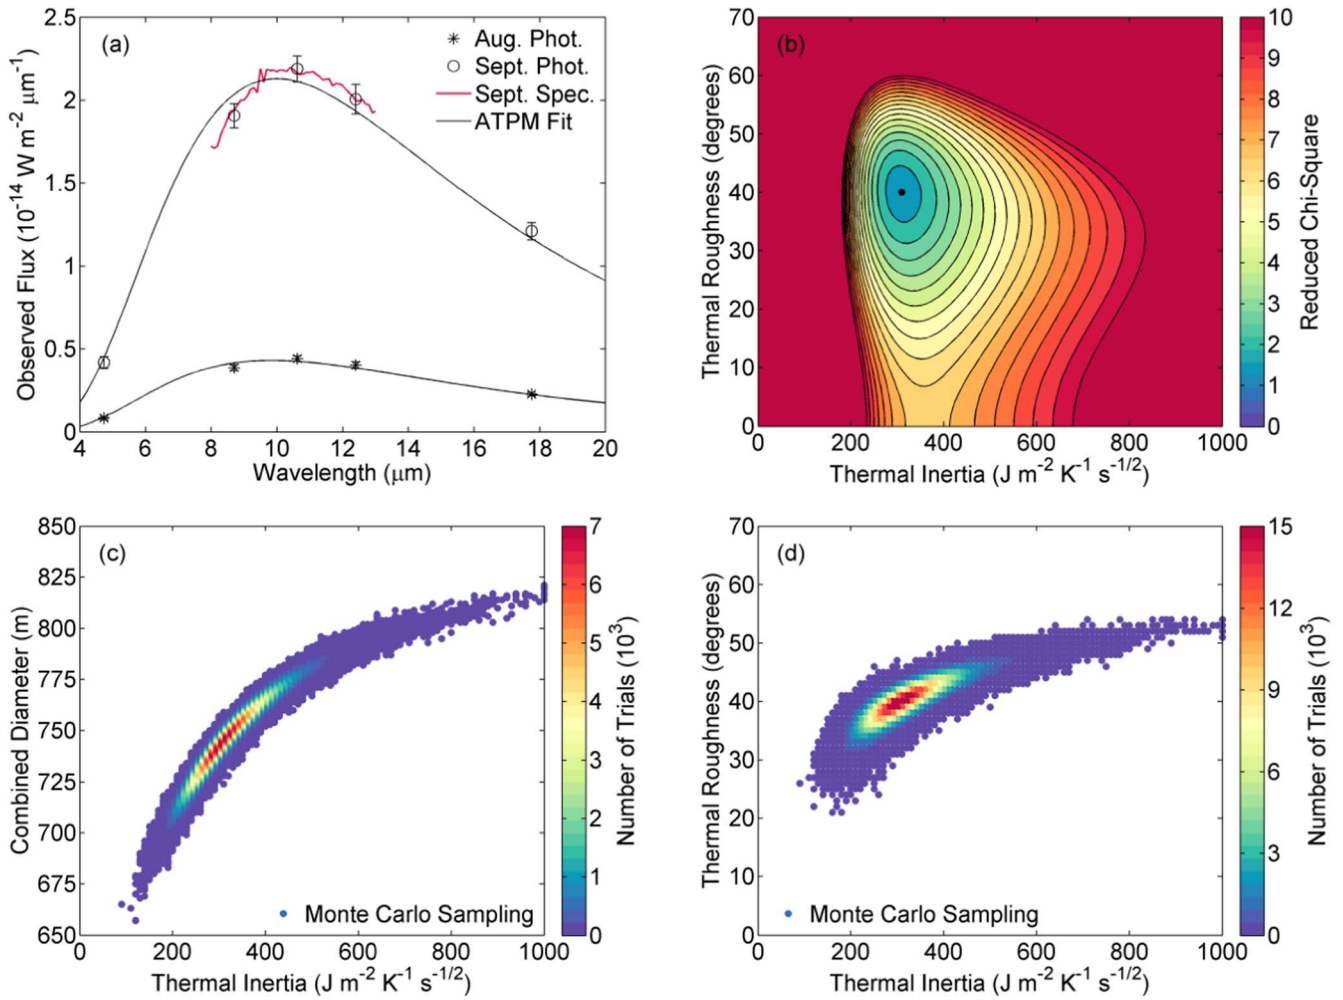 (a)
Aug. Phot.
Sept. Phot.
Sept. Spec.
ATPM Fit
2.5
2
1.5
1
0.5
0
4 6 8 10 12 14 16 18 20
Observed Flux (10⁻¹⁴ W m⁻² μm⁻¹)
Wavelength (μm)
(b)
70
60
50
40
30
20
10
0
0 200 400 600 800 1000
Thermal Roughness (degrees)
Thermal Inertia (J m⁻² K⁻¹ s⁻¹/²)
10
9
8
7
6
5
4
3
2
1
0
Reduced Chi-Square
(c)
850
825
800
775
750
725
700
675
650
0 200 400 600 800 1000
Combined Diameter (m)
Monte Carlo Sampling
Thermal Inertia (J m⁻² K⁻¹ s⁻¹/²)
7
6
5
4
3
2
1
0
Number of Trials (10³)
(d)
70
60
50
40
30
20
10
0
0 200 400 600 800 1000
Thermal Roughness (degrees)
Monte Carlo Sampling
Thermal Inertia (J m⁻² K⁻¹ s⁻¹/²)
15
12
9
6
3
0
Number of Trials (10³)